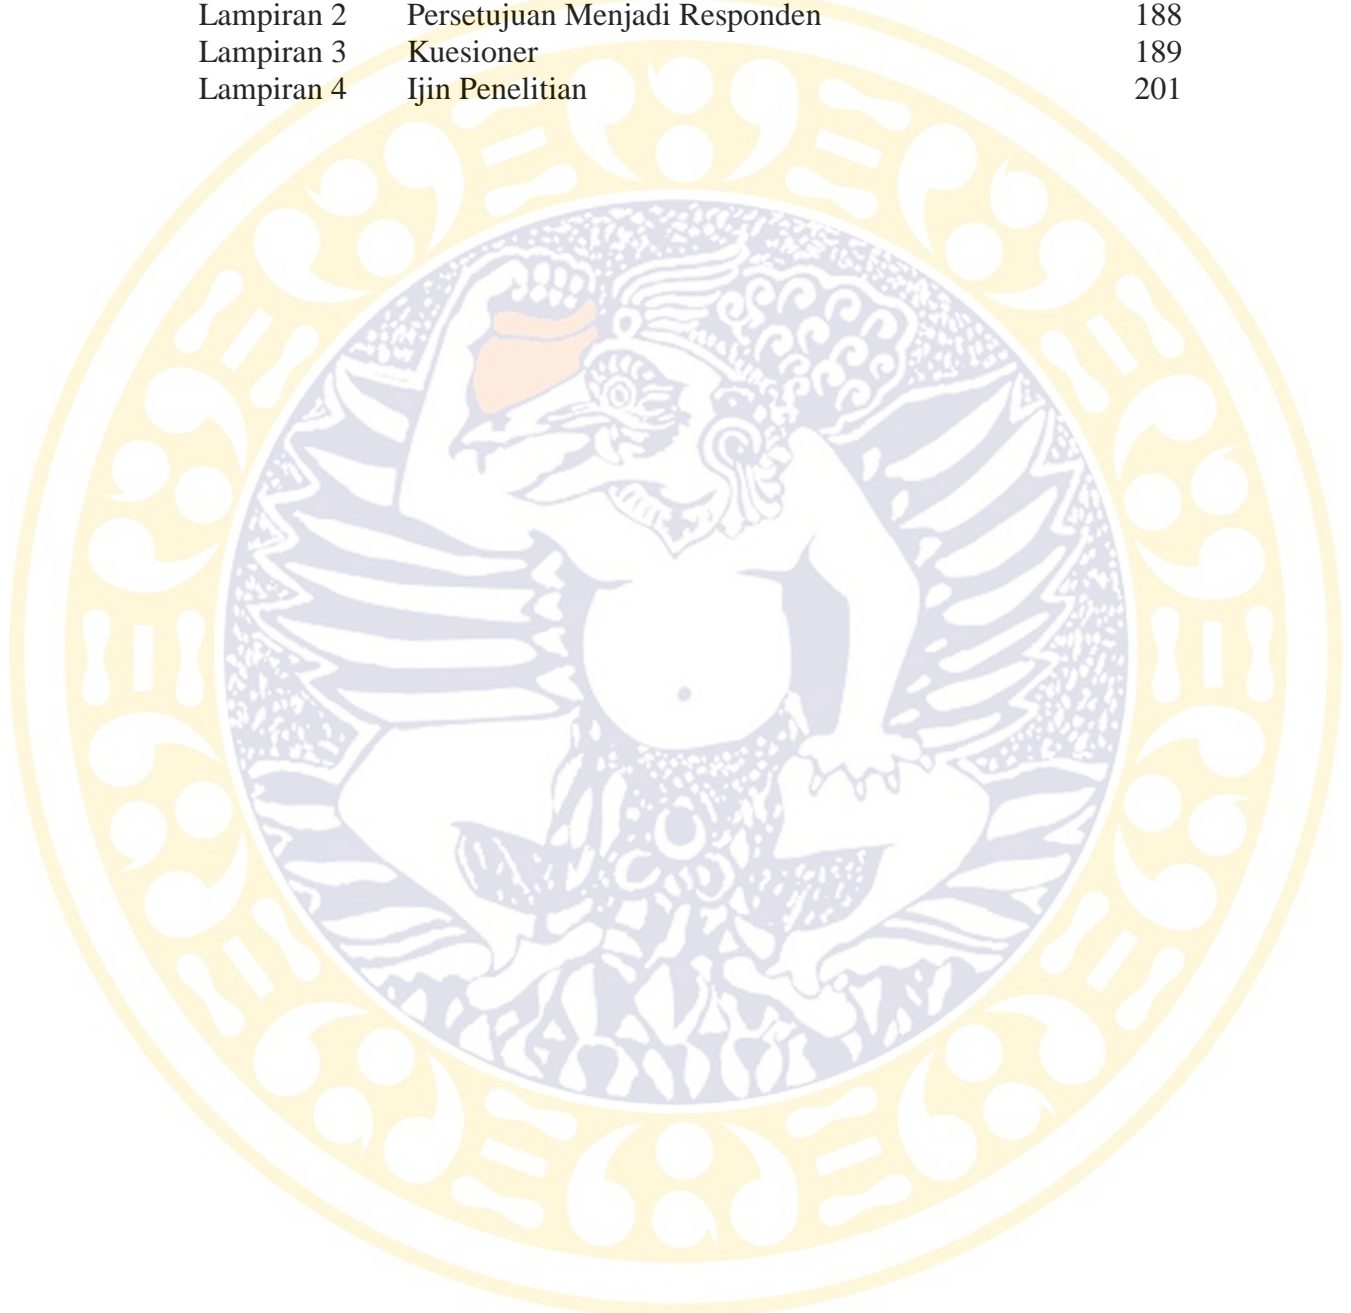 Lampiran 2 Persetujuan Menjadi Responden 188
Lampiran 3 Kuesioner 189
Lampiran 4 Ijin Penelitian 201